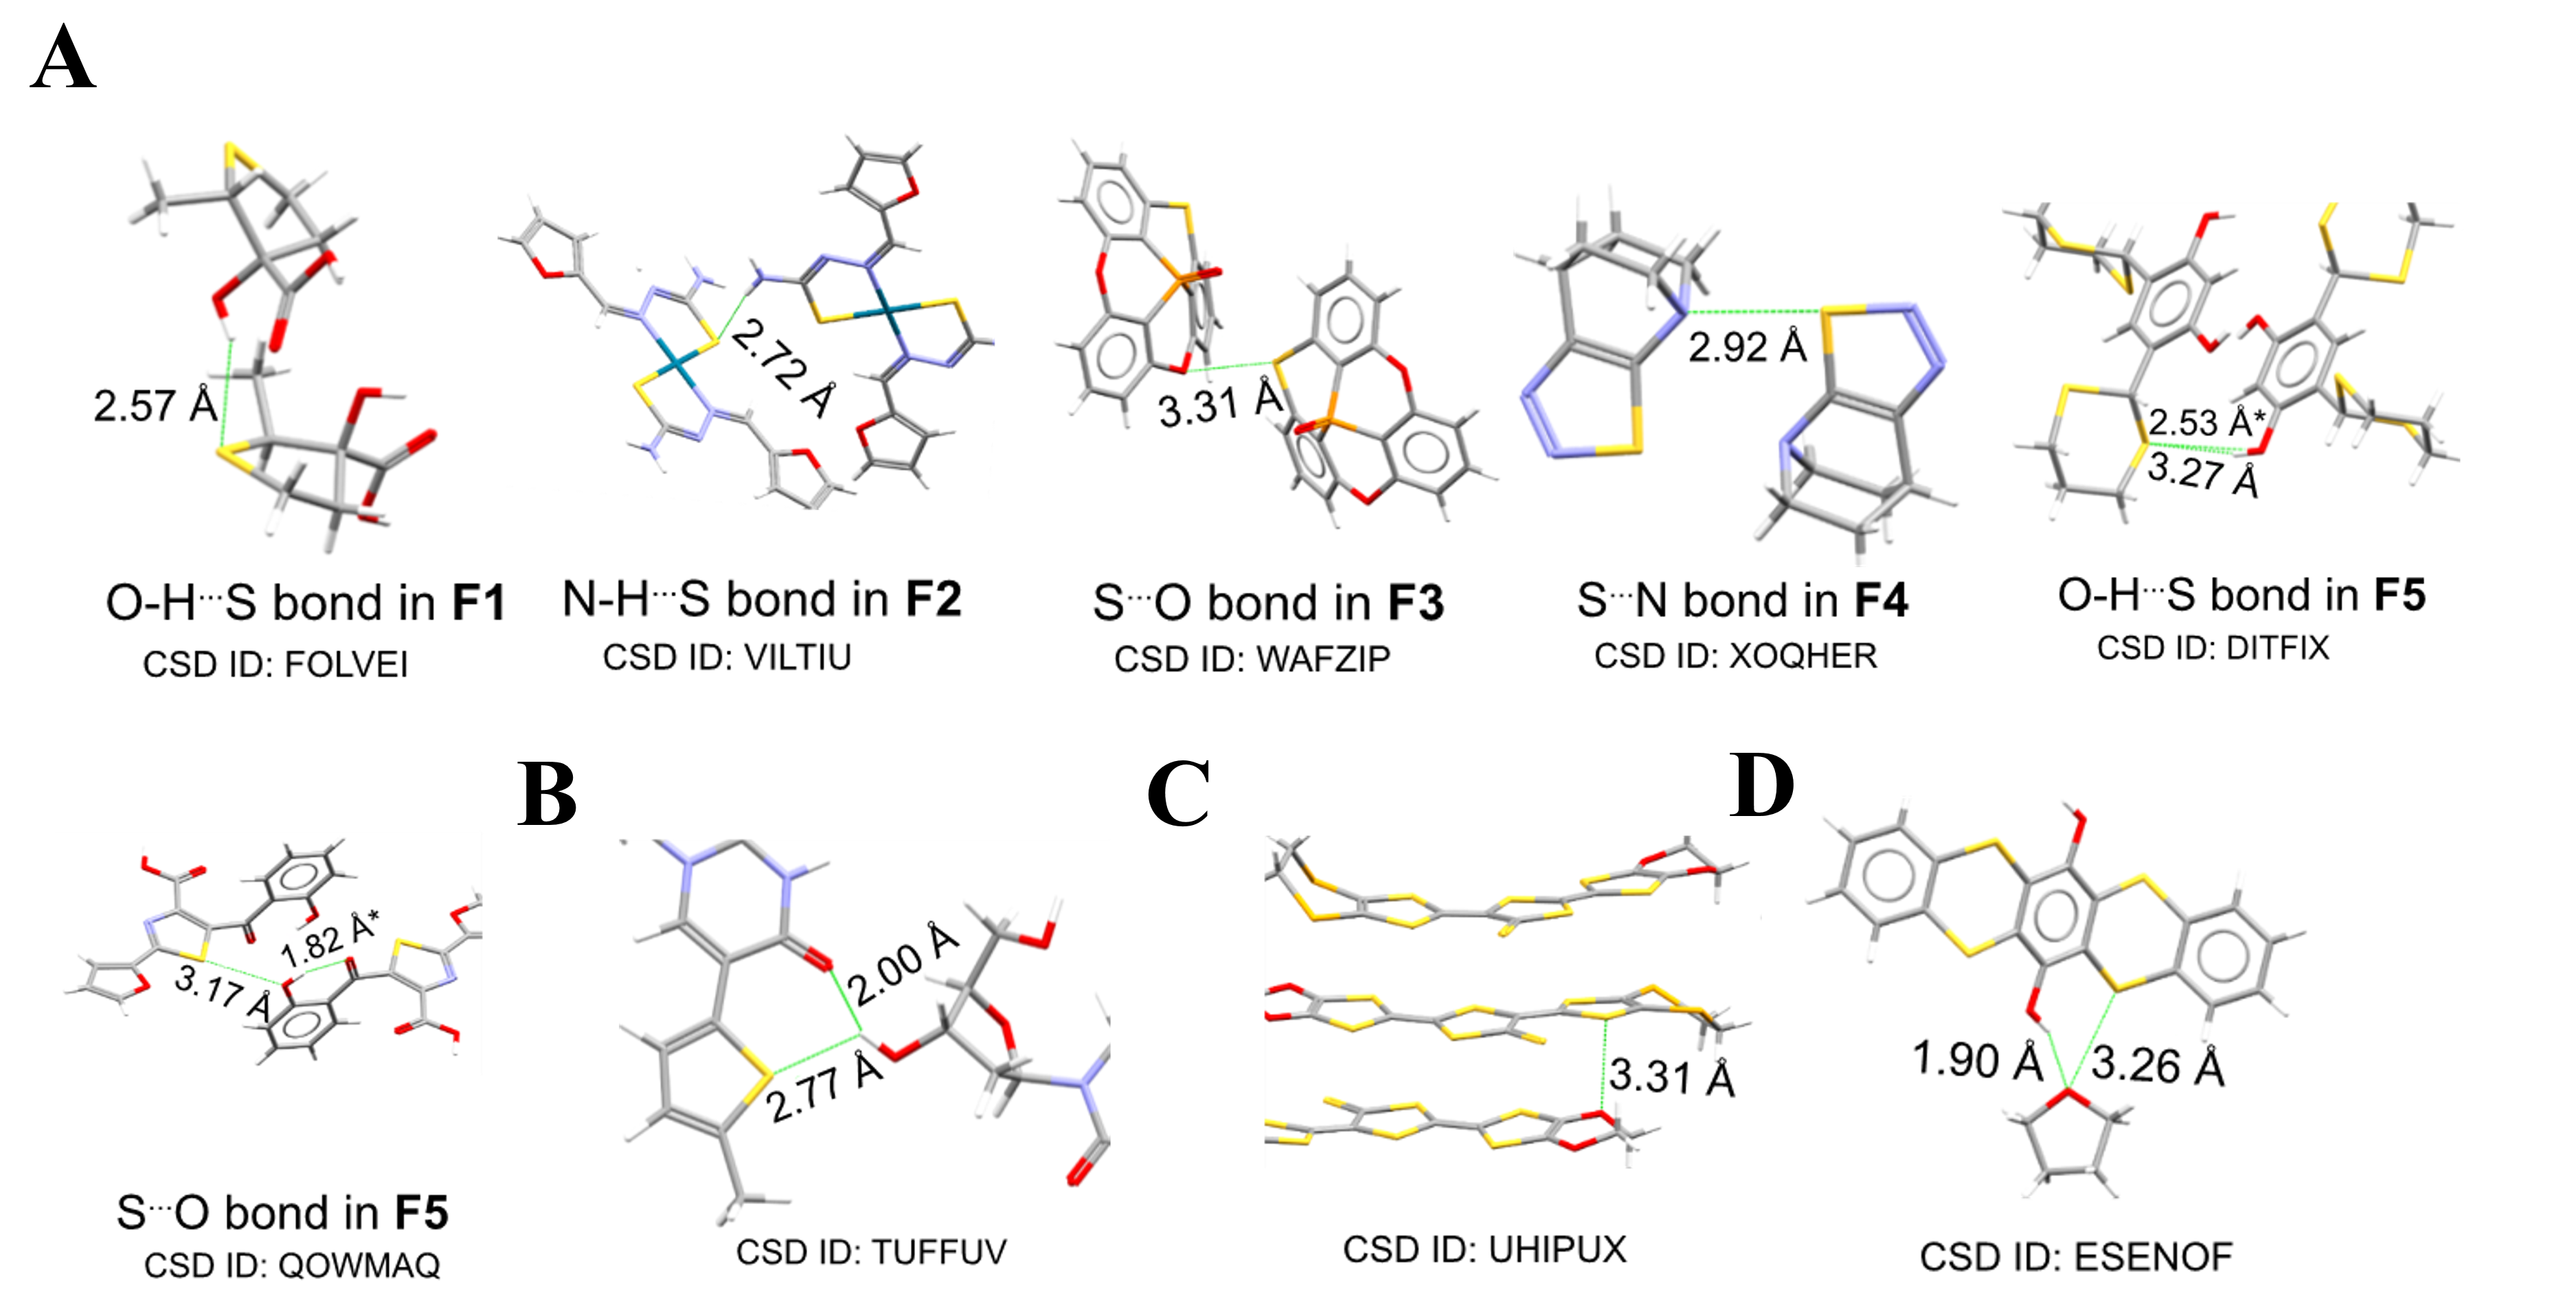 A
2.57 Å
2.72 Å
3.31 Å
2.92 Å
2.53 Å*
3.27 Å
O-H···S bond in F1
CSD ID: FOLVEI
N-H···S bond in F2
CSD ID: VILTIU
S···O bond in F3
CSD ID: WAFZIP
S···N bond in F4
CSD ID: XOQHER
O-H···S bond in F5
CSD ID: DITFIX
1.82 Å*
3.17 Å
S···O bond in F5
CSD ID: QOWMAQ
B
2.00 Å
2.77 Å
CSD ID: TUFFUV
C
3.31 Å
CSD ID: UHIPUX
D
1.90 Å
3.26 Å
CSD ID: ESENOF